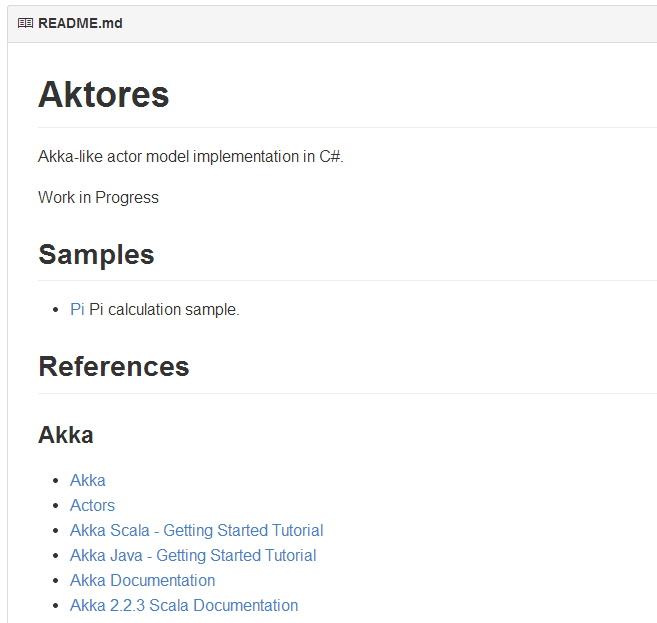 README.md
Aktores
Akka-like actor model implementation in C#.
Work in Progress
Samples
Pi Pi calculation sample.
References
Akka
Akka
Actors
Akka Scala - Getting Started Tutorial
Akka Java - Getting Started Tutorial
Akka Documentation
Akka 2.2.3 Scala Documentation